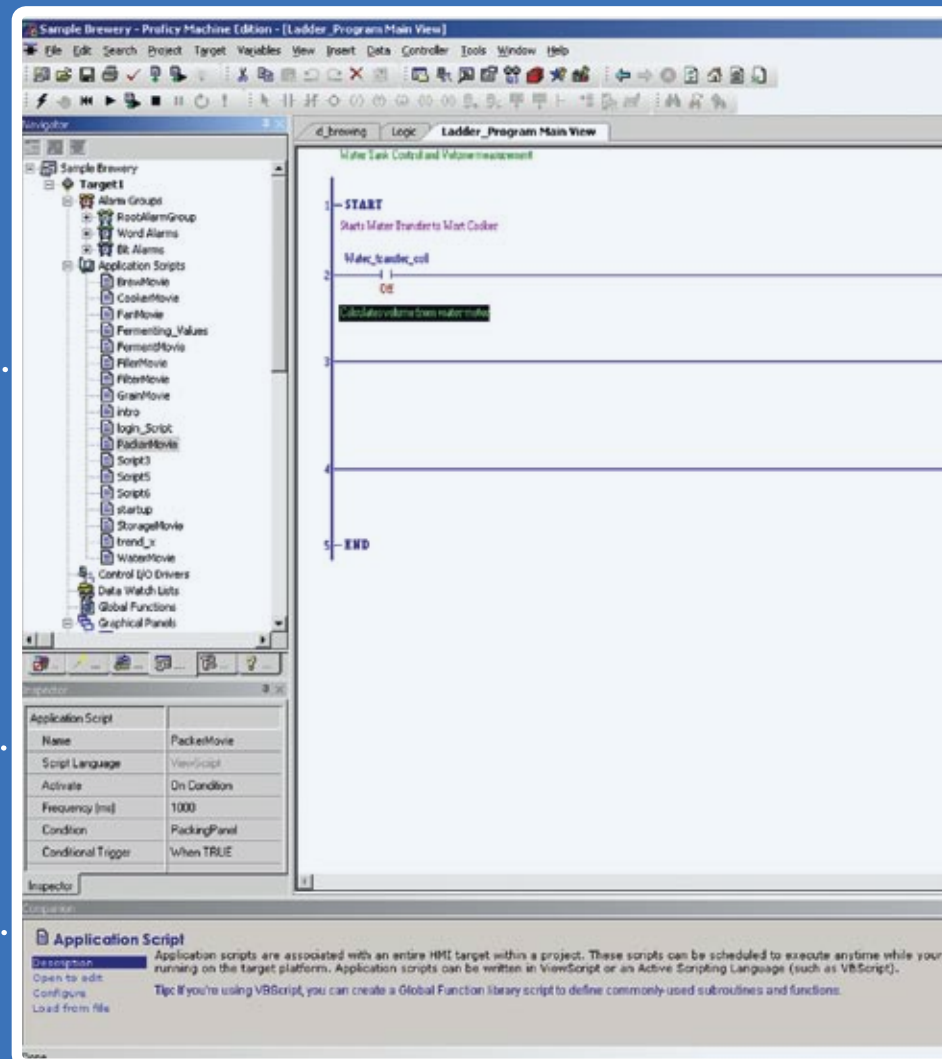 Sample Brewery - Proficy Machine Edition - [Ladder_Program Main View]
File Edit Search Project Target Variables View Insert Data Controller Tools Window Help
Navigator
d_brewing Logic Ladder_Program Main View
Sample Brewery
Target1
Alarm Groups
RootAlarmGroup
Word Alarms
Bit Alarms
Application Scripts
BrewMovie
CookerMovie
FanMovie
Fermenting_Values
FermentMovie
FillerMovie
FilterMovie
GrainMovie
intro
login_Script
PackerMovie
Script3
Script5
Script6
startup
StorageMovie
trend_x
WaterMovie
Control I/O Drivers
Data Watch Lists
Global Functions
Graphical Panels
Water Tank Control and Volume measurement
1 START
Starts Water Transfer to Wort Cooker
Water_transfer_coil
2
Off
Calculates volume from water meter
3
4
5 END
Inspector
Application Script
Name PackerMovie
Script Language ViewScript
Activate On Condition
Frequency (ms) 1000
Condition PackingPanel
Conditional Trigger When TRUE
Inspector
Companion
Application Script
Description
Open to edit
Configure
Load from file
Application scripts are associated with an entire HMI target within a project. These scripts can be scheduled to execute anytime while your
running on the target platform. Application scripts can be written in ViewScript or an Active Scripting Language (such as VBScript).
Tip: If you're using VBScript, you can create a Global Function library script to define commonly-used subroutines and functions.
Done